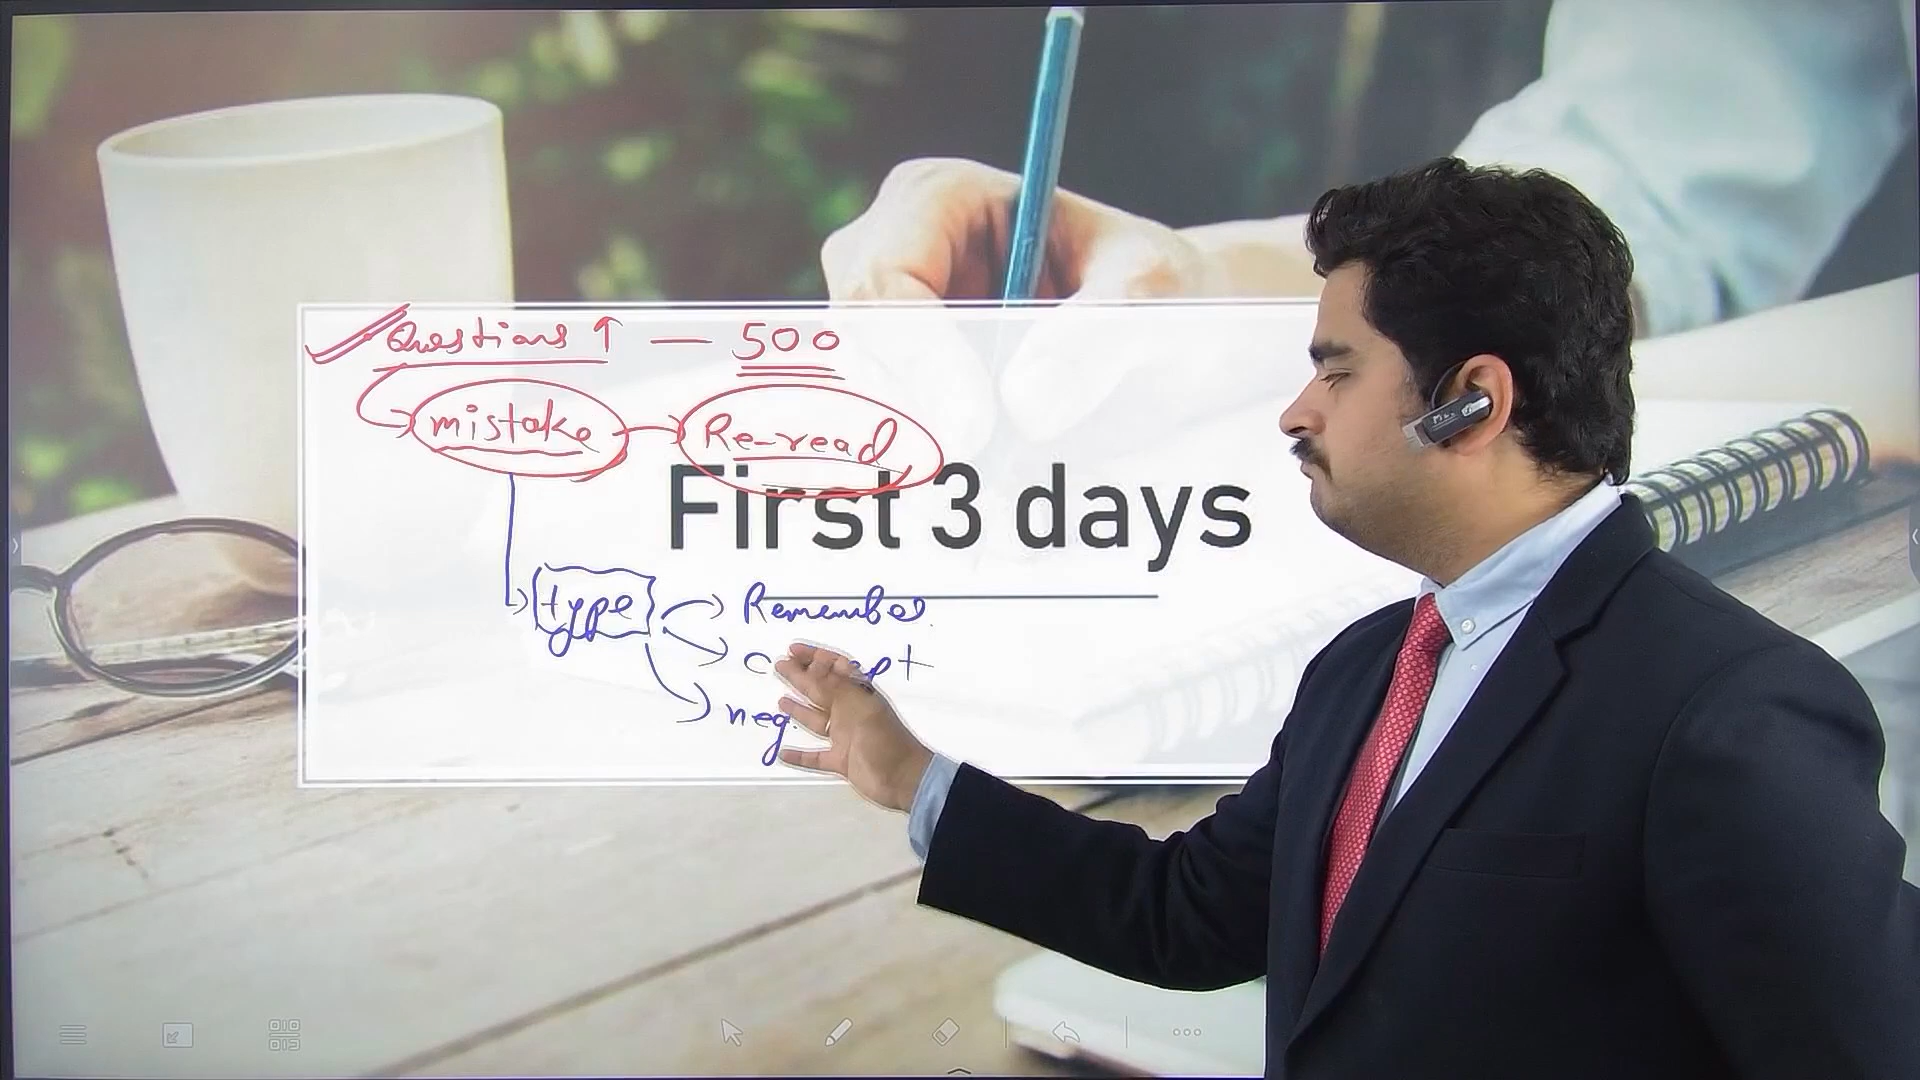 Questions ↑ — 500
mistake → Re-read
First 3 days
type → Remember
neg.